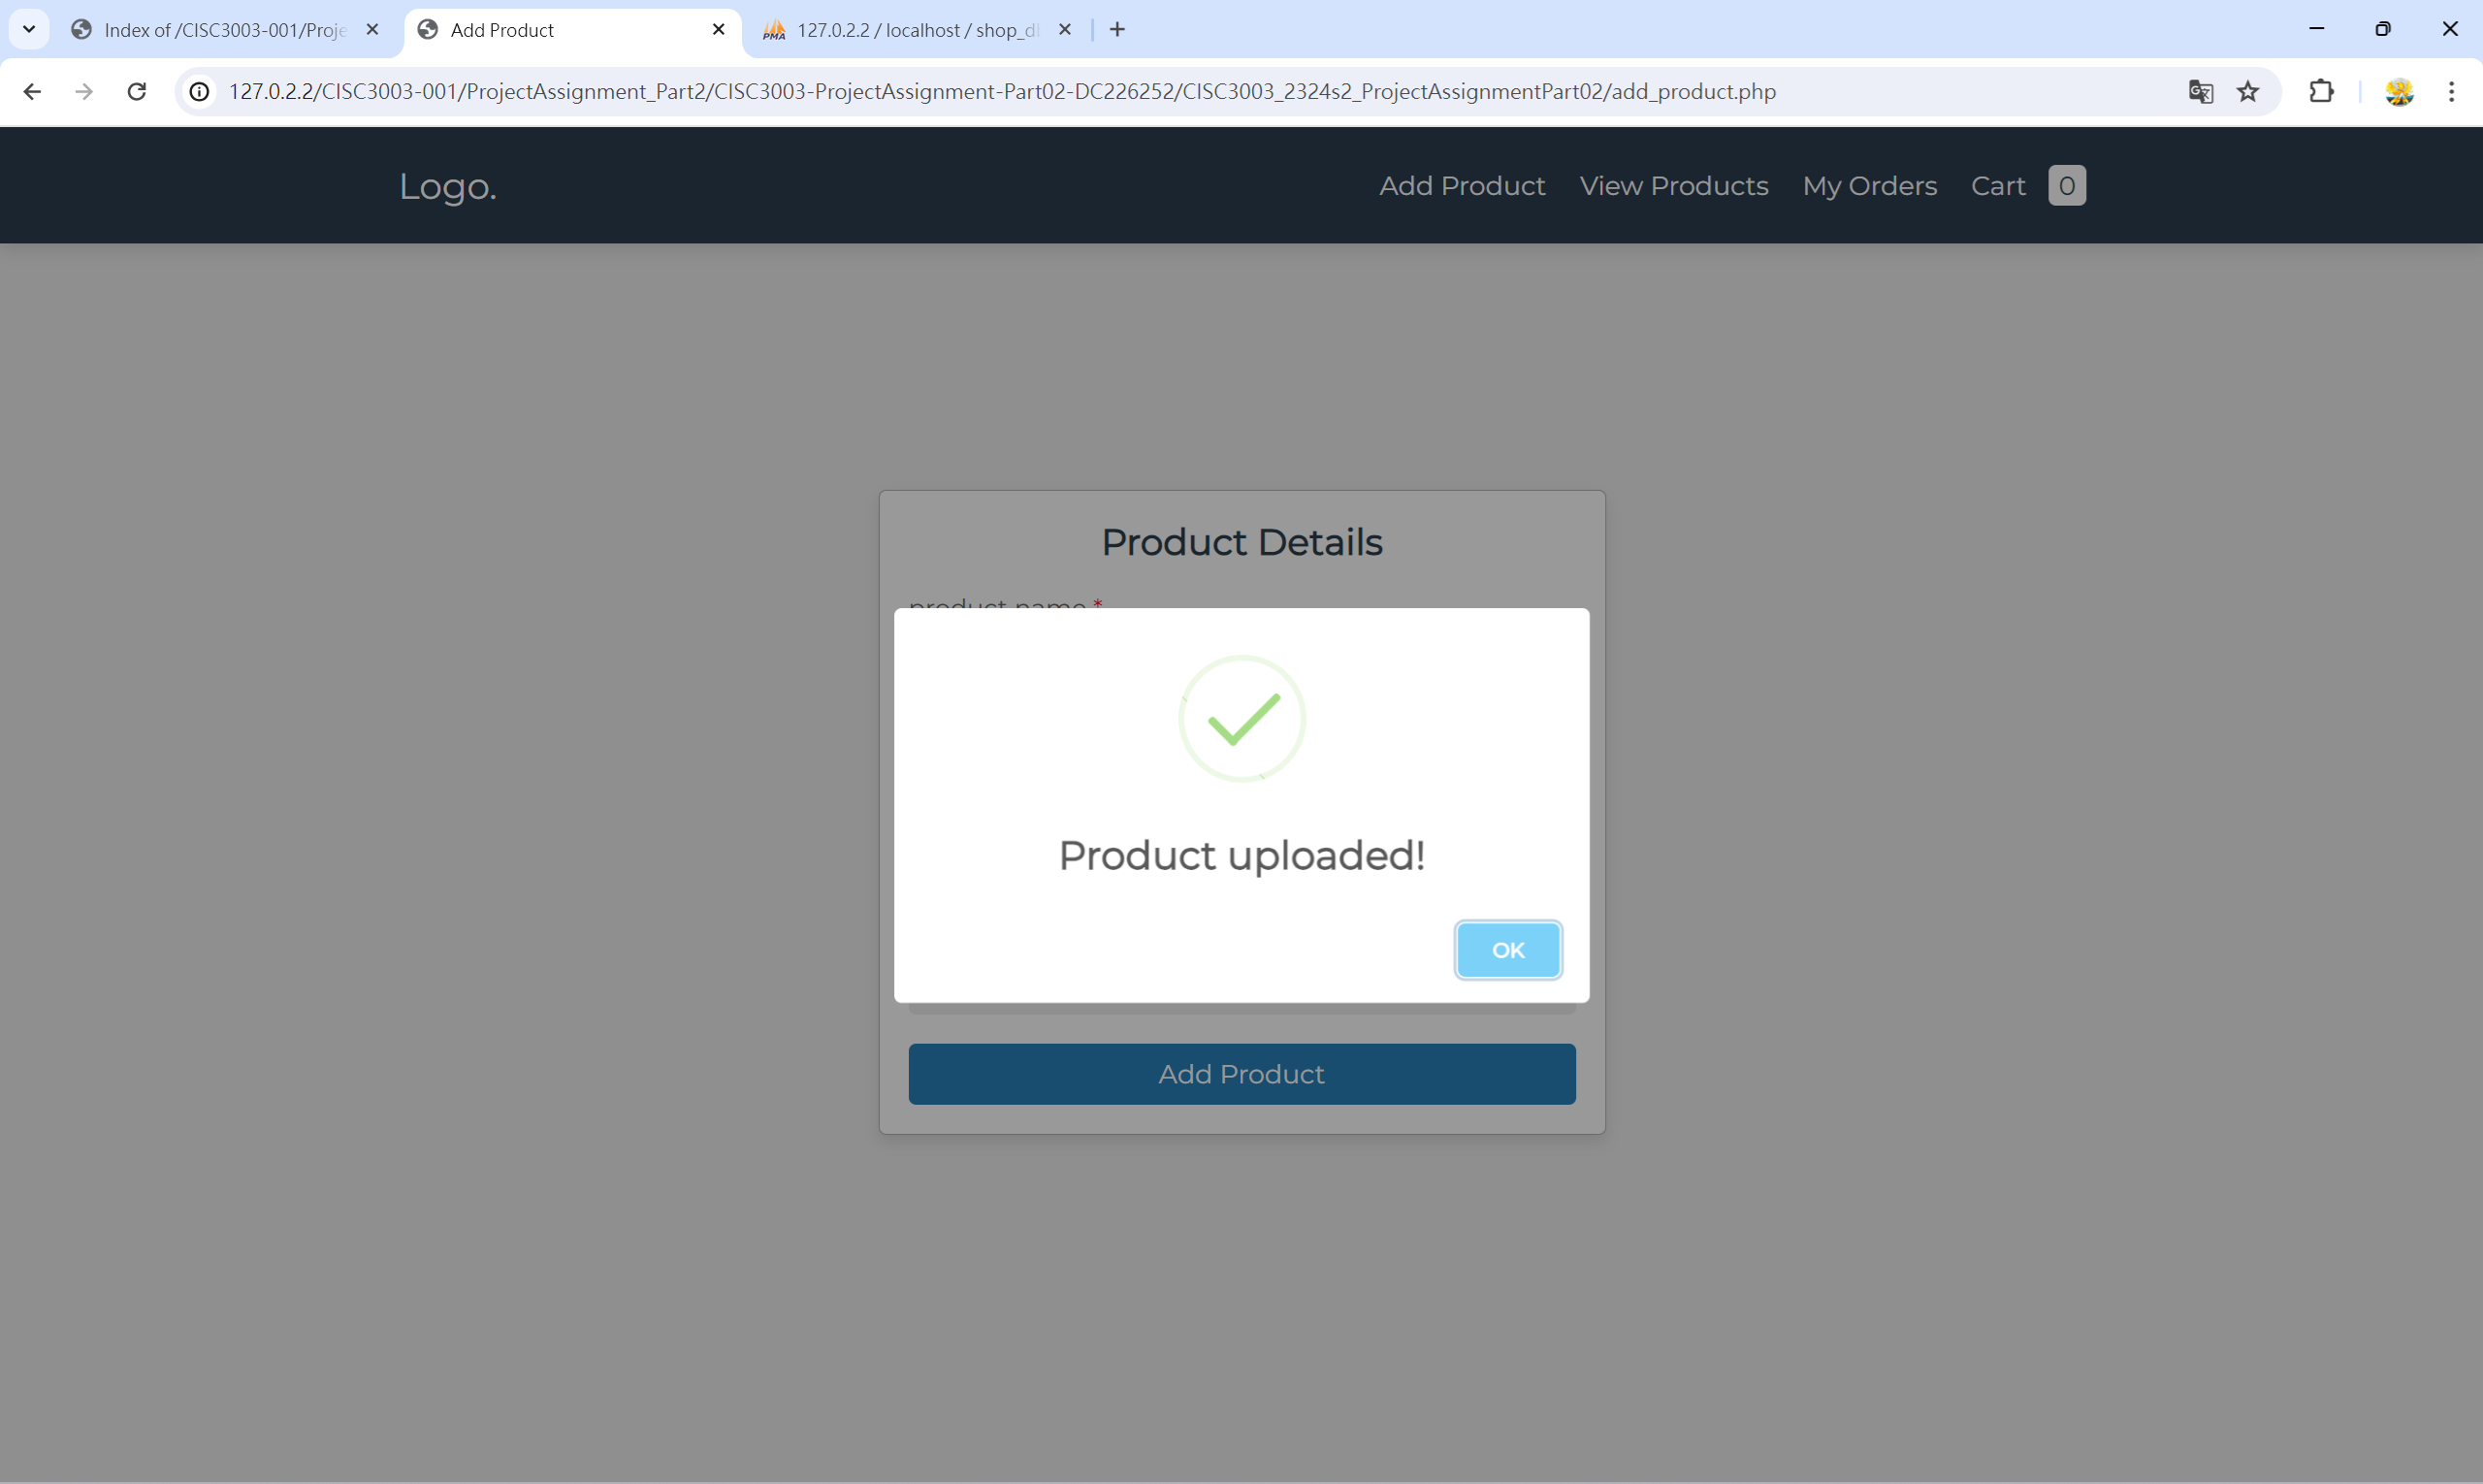 Index of /CISC3003-001/Proje
Add Product
PMA
127.0.2.2 / localhost / shop_d
127.0.2.2/CISC3003-001/ProjectAssignment_Part2/CISC3003-ProjectAssignment-Part02-DC226252/CISC3003_2324s2_ProjectAssignmentPart02/add_product.php
Logo.
Add Product
View Products
My Orders
Cart
0
Product Details
product name *
Product uploaded!
OK
Add Product